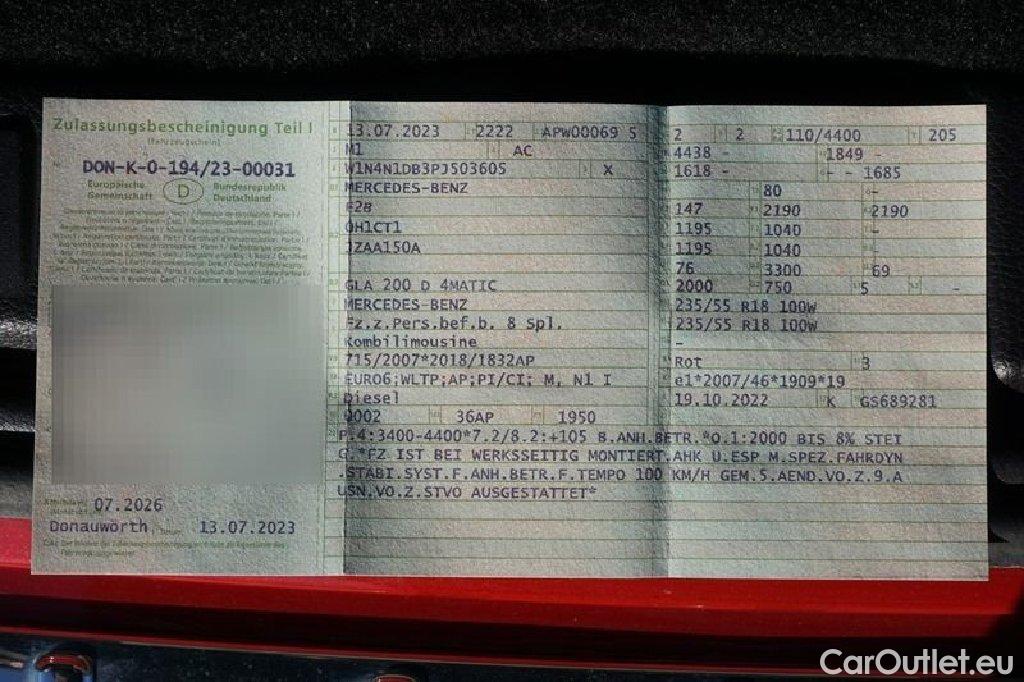 Zulassungsbescheinigung Teil I
(Fahrzeugschein)
DON-K-O-194/23-00031
Europäische Gemeinschaft
D
Bundesrepublik Deutschland
07.2026
Donauwörth, 13.07.2023
13.07.2023 2222 APW00069 5
M1 AC
W1N4N1DB3PJ503605 X
MERCEDES-BENZ
F2B
QH1CT1
JZAA150A
GLA 200 D 4MATIC
MERCEDES-BENZ
Fz.z.Pers.bef.b. 8 Spl.
Kombilimousine
715/2007*2018/1832AP
EURO6;WLTP;AP;PI/CI; M, N1 I
Diesel
0002 36AP 1950
2 2 110/4400 205
4438 - 1849 -
1618 - - - 1685
- 80 -
147 2190 2190
1195 1040 -
1195 1040 -
76 3300 69
2000 750 5 -
235/55 R18 100W
235/55 R18 100W
-
Rot 3
e1*2007/46*1909*19
19.10.2022 K GS689281
P.4:3400-4400*7.2/8.2:+105 B.ANH.BETR.*O.1:2000 BIS 8% STEI
G.*FZ IST BEI WERKSSEITIG MONTIERT.AHK U.ESP M.SPEZ.FAHRDYN
.STABI.SYST.F.ANH.BETR.F.TEMPO 100 KM/H GEM.5.AEND.VO.Z.9.A
USN.VO.Z.STVO AUSGESTATTET*
CarOutlet.eu